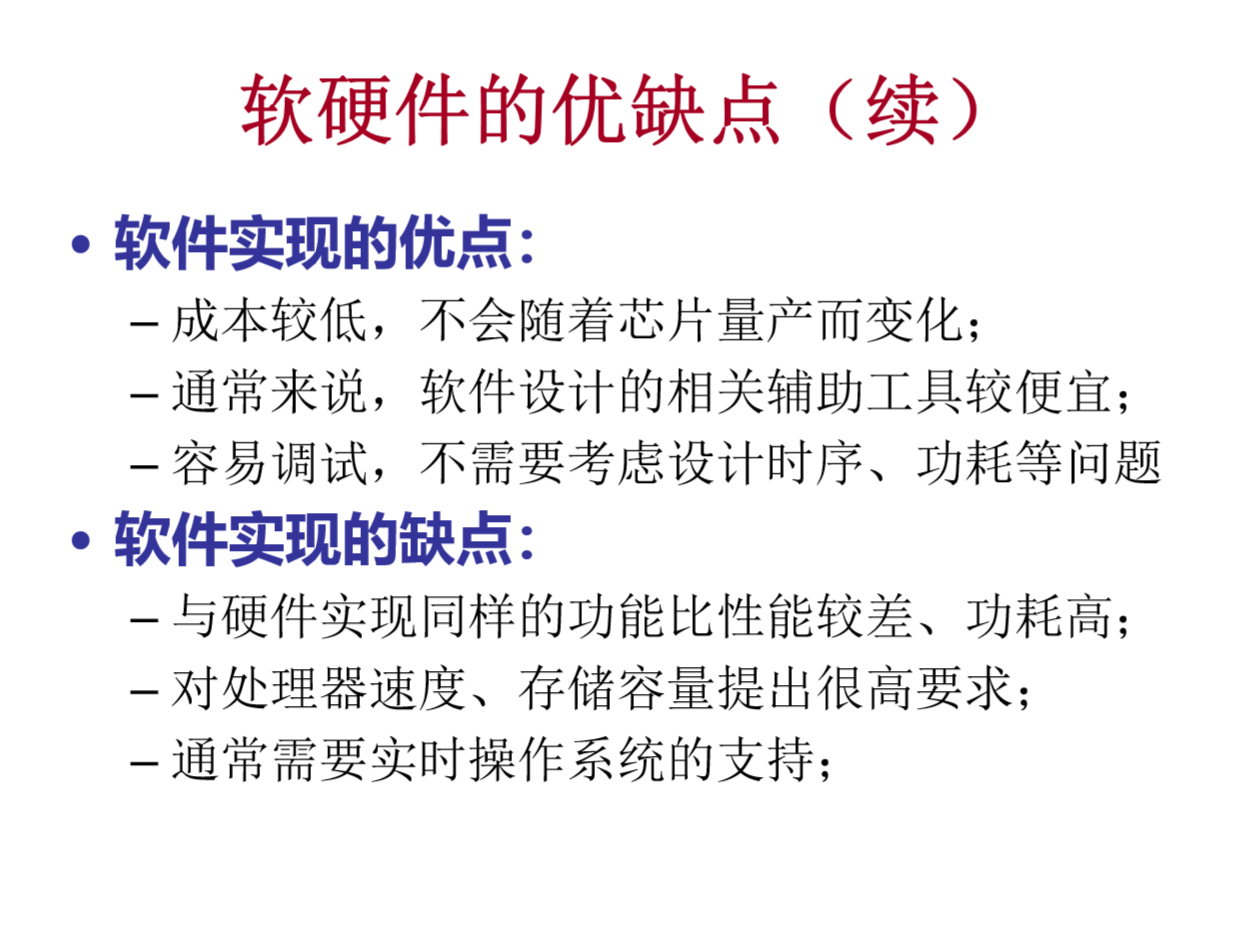 软硬件的优缺点（续）
• 软件实现的优点：
– 成本较低，不会随着芯片量产而变化；
– 通常来说，软件设计的相关辅助工具较便宜；
– 容易调试，不需要考虑设计时序、功耗等问题
• 软件实现的缺点：
– 与硬件实现同样的功能比性能较差、功耗高；
– 对处理器速度、存储容量提出很高要求；
– 通常需要实时操作系统的支持；